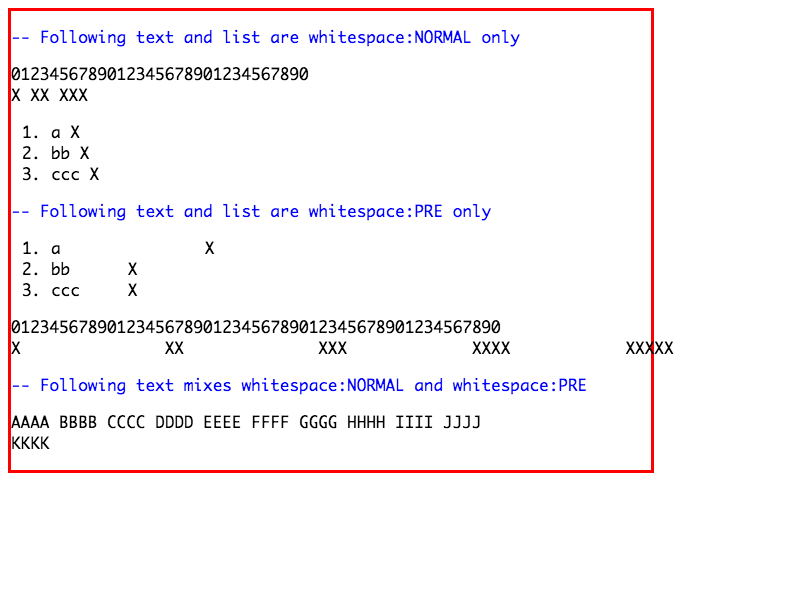 -- Following text and list are whitespace:NORMAL only
0123456789012345678901234567890
X XX XXX
1. a X
2. bb X
3. ccc X
-- Following text and list are whitespace:PRE only
1. a               X
2. bb      X
3. ccc     X
012345678901234567890123456789012345678901234567890
X               XX              XXX             XXXX            XXXXX
-- Following text mixes whitespace:NORMAL and whitespace:PRE
AAAA BBBB CCCC DDDD EEEE FFFF GGGG HHHH IIII JJJJ
KKKK